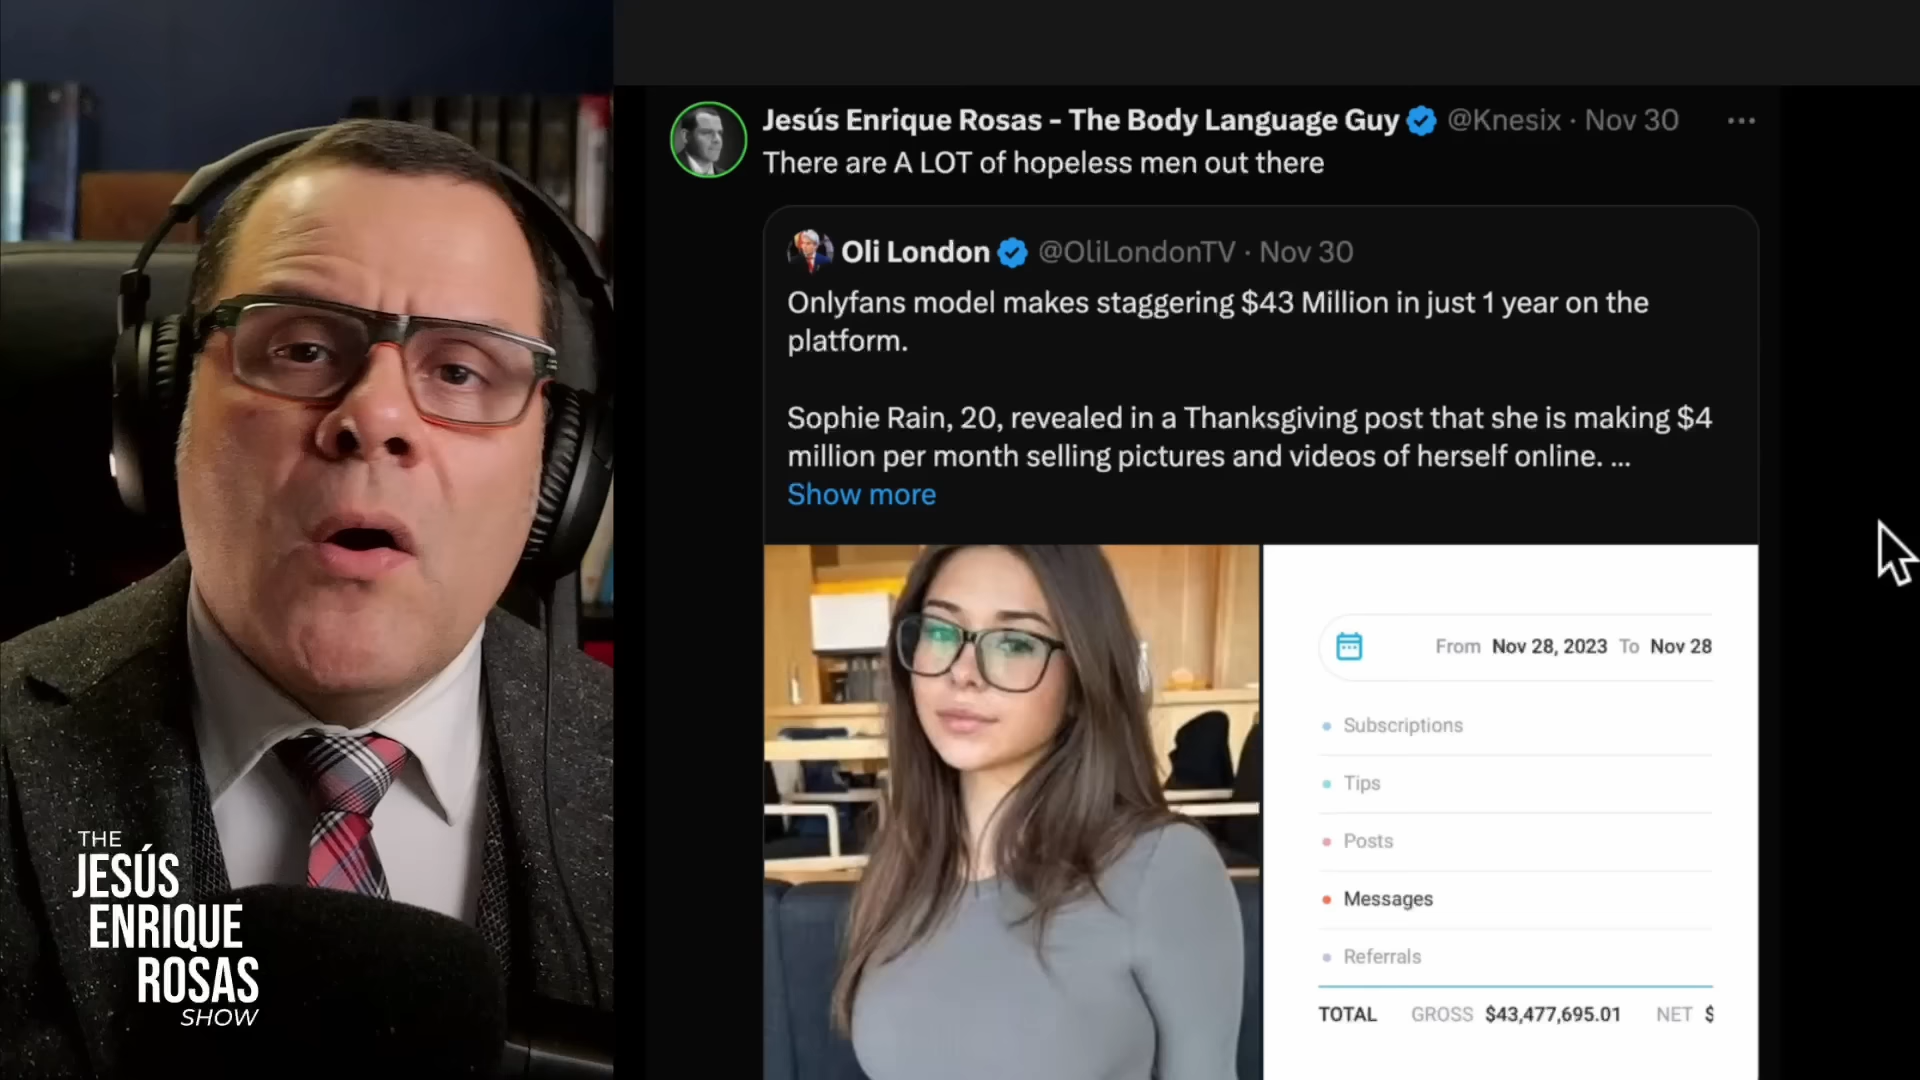 Jesús Enrique Rosas - The Body Language Guy @Knesix · Nov 30 ...
There are A LOT of hopeless men out there
Oli London @OliLondonTV · Nov 30
Onlyfans model makes staggering $43 Million in just 1 year on the
platform.
Sophie Rain, 20, revealed in a Thanksgiving post that she is making $4
million per month selling pictures and videos of herself online. ...
Show more
From Nov 28, 2023 To Nov 28
Subscriptions
Tips
Posts
Messages
Referrals
TOTAL GROSS $43,477,695.01 NET $
THE
JESÚS
ENRIQUE
ROSAS
SHOW